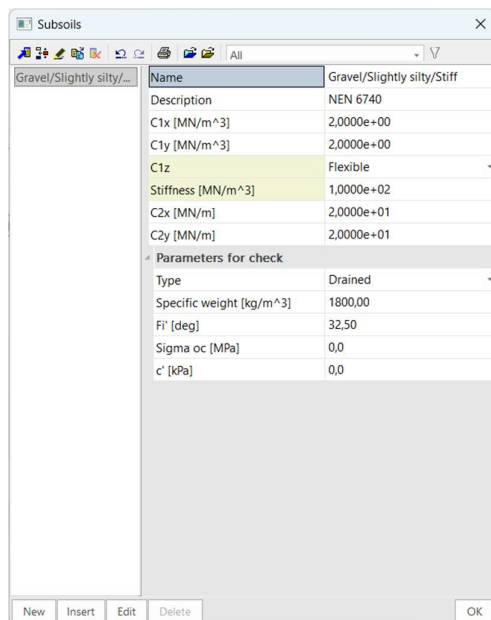 Subsoils
All
Gravel/Slightly silty/...
Name Gravel/Slightly silty/Stiff
Description NEN 6740
C1x [MN/m^3] 2,0000e+00
C1y [MN/m^3] 2,0000e+00
C1z Flexible
Stiffness [MN/m^3] 1,0000e+02
C2x [MN/m] 2,0000e+01
C2y [MN/m] 2,0000e+01
Parameters for check
Type Drained
Specific weight [kg/m^3] 1800,00
Fi' [deg] 32,50
Sigma oc [MPa] 0,0
c' [kPa] 0,0
New Insert Edit Delete OK